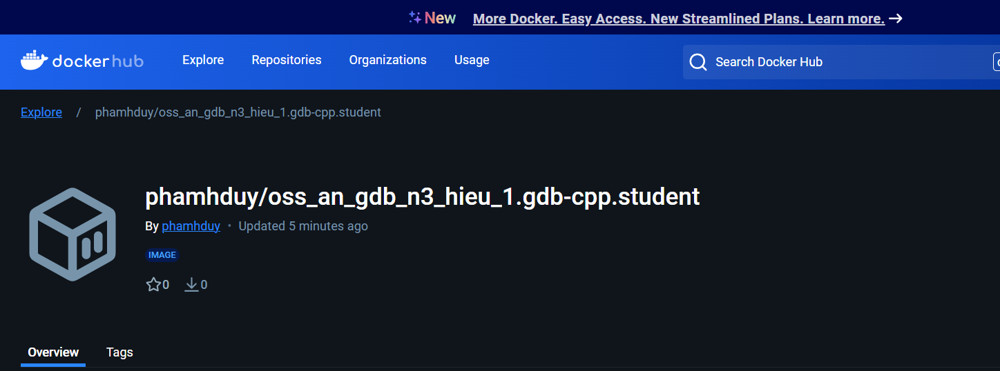 New More Docker. Easy Access. New Streamlined Plans. Learn more.
dockerhub Explore Repositories Organizations Usage Search Docker Hub
Explore / phamhduy/oss_an_gdb_n3_hieu_1.gdb-cpp.student
phamhduy/oss_an_gdb_n3_hieu_1.gdb-cpp.student
By phamhduy • Updated 5 minutes ago
IMAGE
0 0
Overview Tags